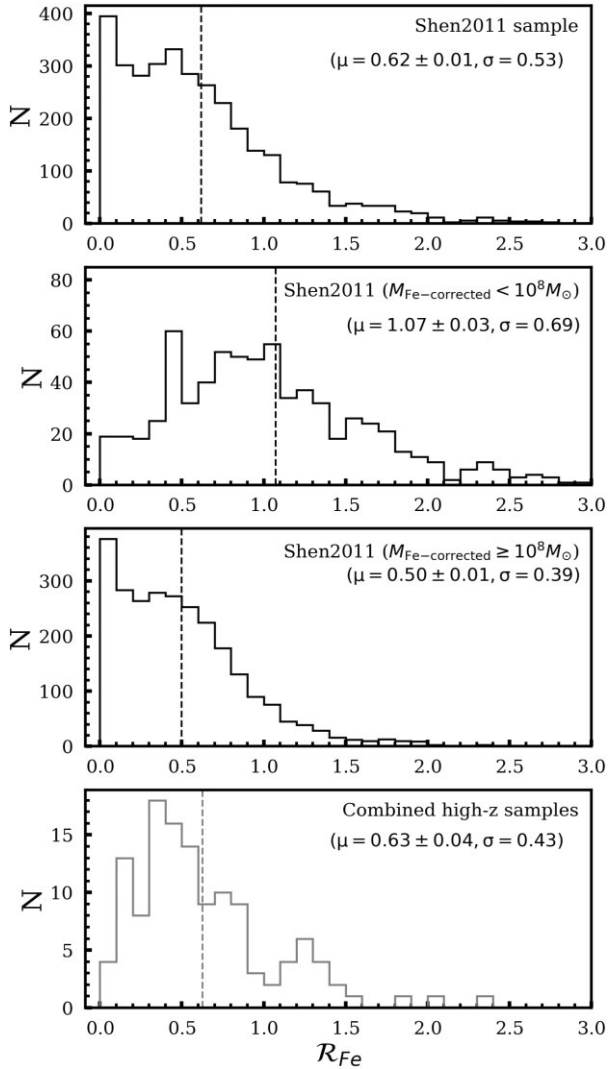 400
300
200
100
0
N
Shen2011 sample
(μ = 0.62 ± 0.01, σ = 0.53)
0.0 0.5 1.0 1.5 2.0 2.5 3.0
80
60
40
20
0
N
Shen2011 (M_Fe−corrected < 10^8 M_⊙)
(μ = 1.07 ± 0.03, σ = 0.69)
0.0 0.5 1.0 1.5 2.0 2.5 3.0
300
200
100
0
N
Shen2011 (M_Fe−corrected ≥ 10^8 M_⊙)
(μ = 0.50 ± 0.01, σ = 0.39)
0.0 0.5 1.0 1.5 2.0 2.5 3.0
15
10
5
0
N
Combined high-z samples
(μ = 0.63 ± 0.04, σ = 0.43)
0.0 0.5 1.0 1.5 2.0 2.5 3.0
R_Fe